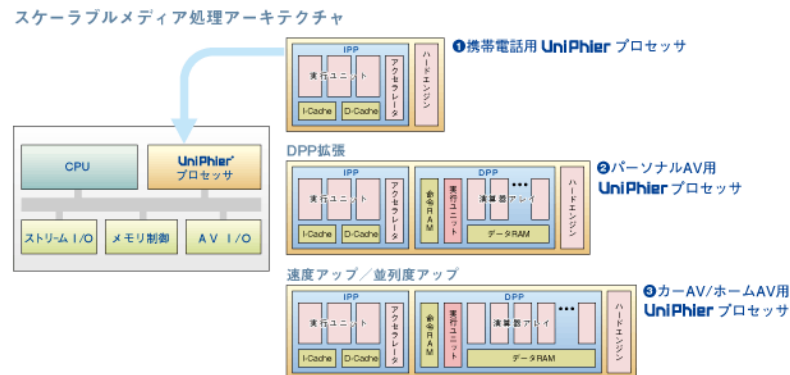 スケーラブルメディア処理アーキテクチャ
CPU
UniPhier®
プロセッサ
ストリームI/O
メモリ制御
AV I/O
IPP
実行ユニット
アクセラレータ
I-Cache
D-Cache
ハードエンジン
❶携帯電話用 UniPhier プロセッサ
DPP拡張
IPP
実行ユニット
アクセラレータ
I-Cache
D-Cache
DPP
命令RAM
実行ユニット
演算器アレイ
データRAM
ハードエンジン
❷パーソナルAV用
UniPhier プロセッサ
速度アップ／並列度アップ
IPP
実行ユニット
アクセラレータ
I-Cache
D-Cache
DPP
命令RAM
実行ユニット
演算器アレイ
データRAM
ハードエンジン
❸カーAV/ホームAV用
UniPhier プロセッサ